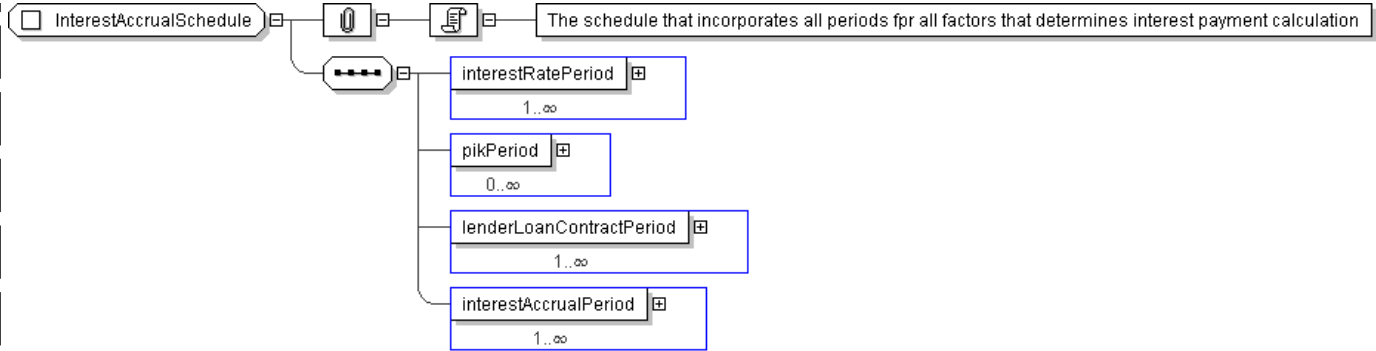 InterestAccrualSchedule
The schedule that incorporates all periods fpr all factors that determines interest payment calculation
interestRatePeriod
1..∞
pikPeriod
0..∞
lenderLoanContractPeriod
1..∞
interestAccrualPeriod
1..∞